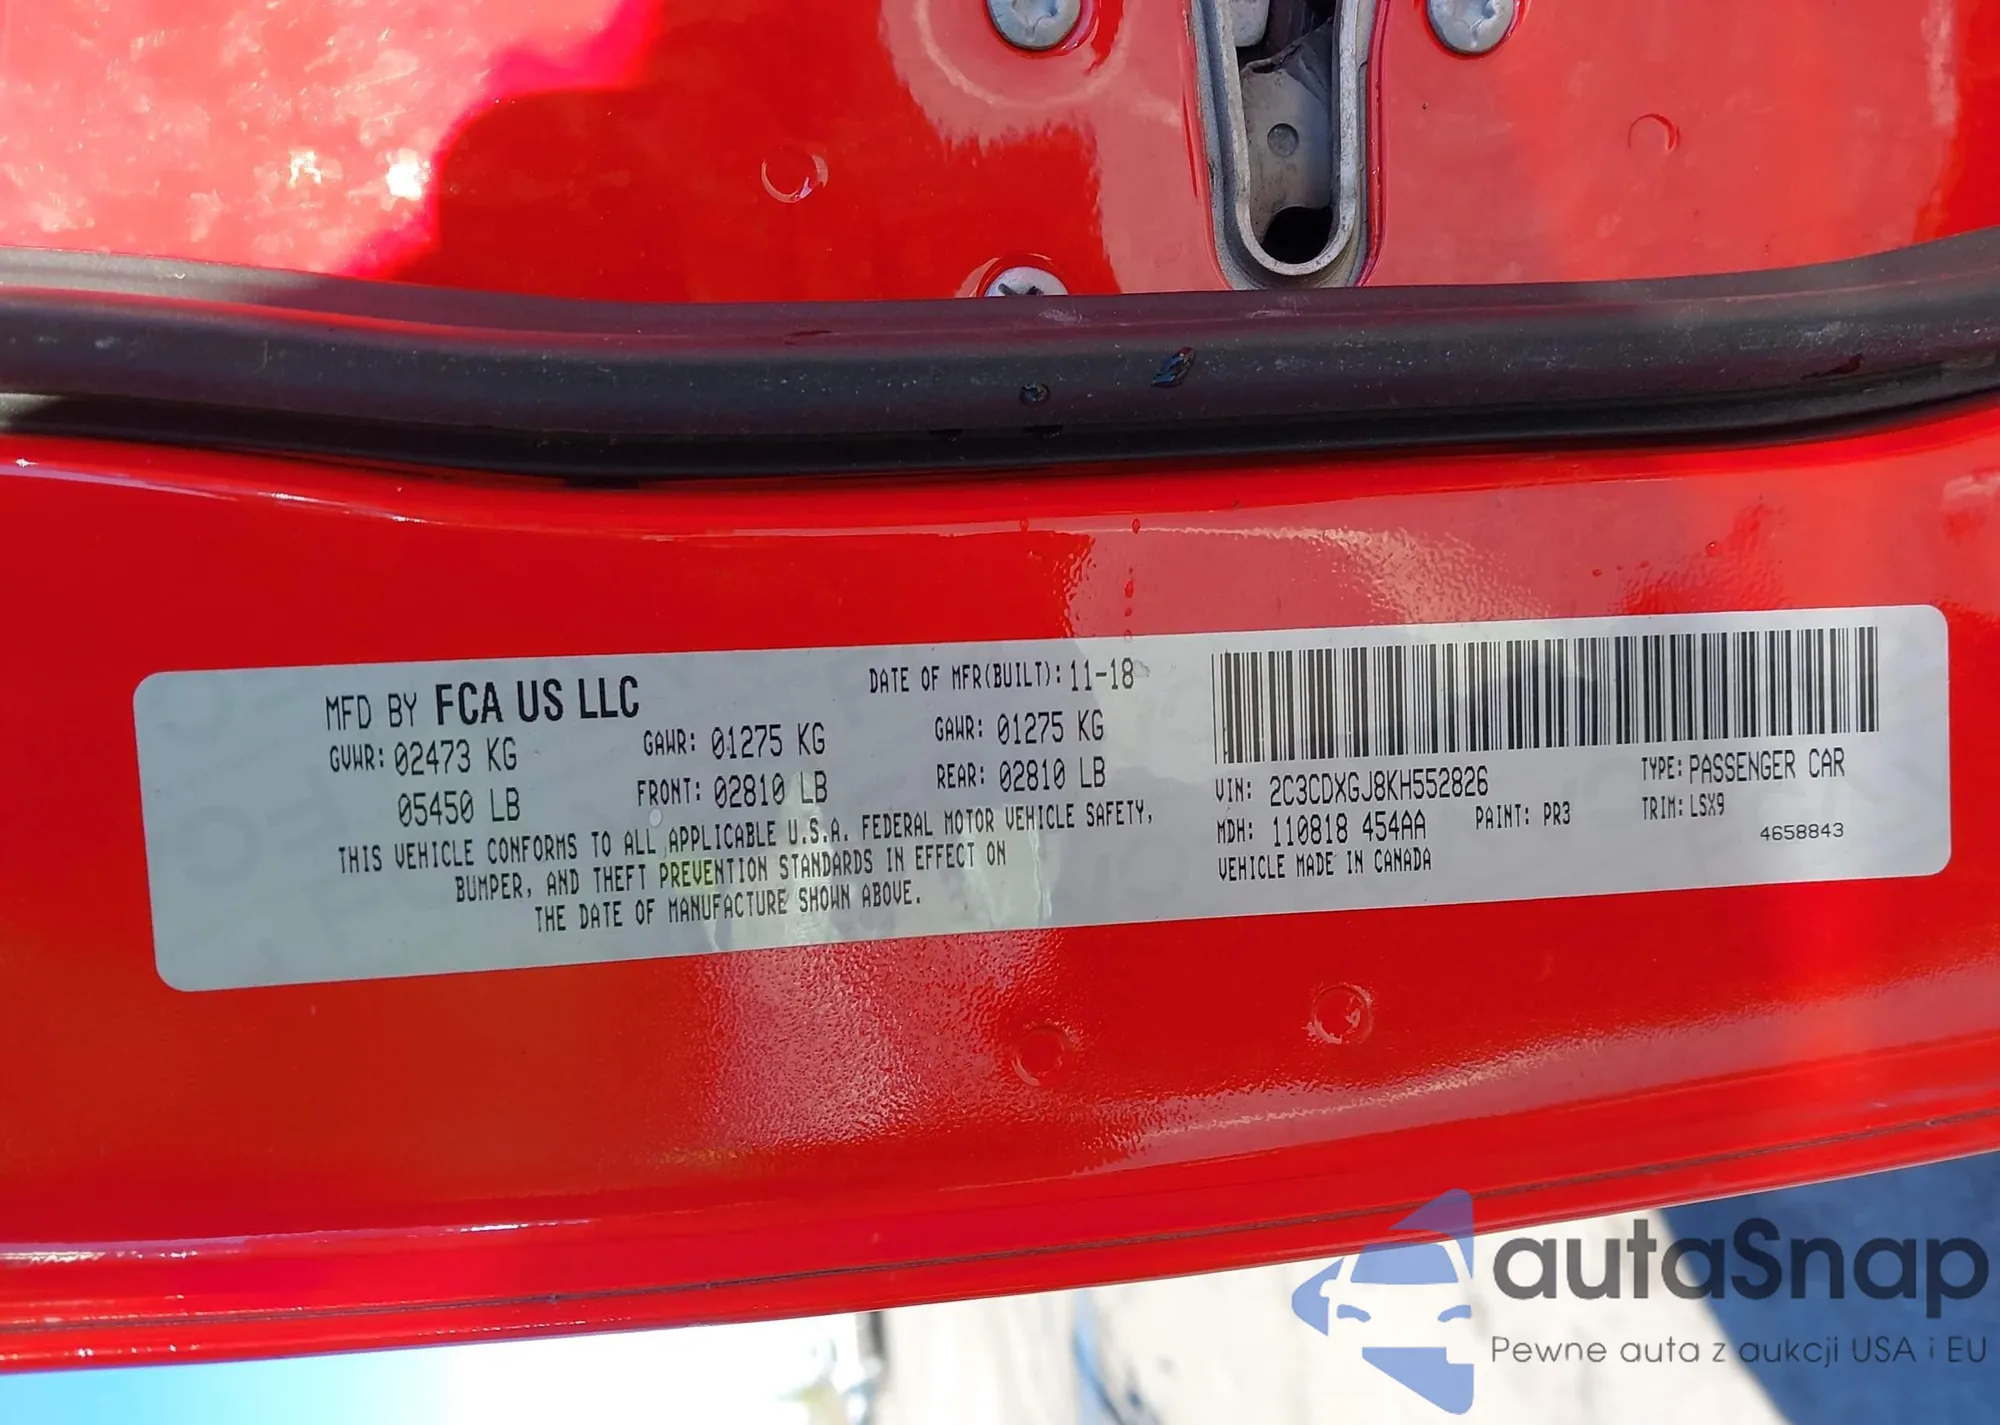 MFD BY FCA US LLC
DATE OF MFR(BUILT): 11-18
GVWR: 02473 KG
GAWR: 01275 KG
GAWR: 01275 KG
05450 LB
FRONT: 02810 LB
REAR: 02810 LB
THIS VEHICLE CONFORMS TO ALL APPLICABLE U.S.A. FEDERAL MOTOR VEHICLE SAFETY,
BUMPER, AND THEFT PREVENTION STANDARDS IN EFFECT ON
THE DATE OF MANUFACTURE SHOWN ABOVE.
VIN: 2C3CDXGJ8KH552826
TYPE: PASSENGER CAR
MDH: 110818 454AA
PAINT: PR3
TRIM: LSX9
VEHICLE MADE IN CANADA
4658843
autaSnap
Pewne auta z aukcji USA i EU